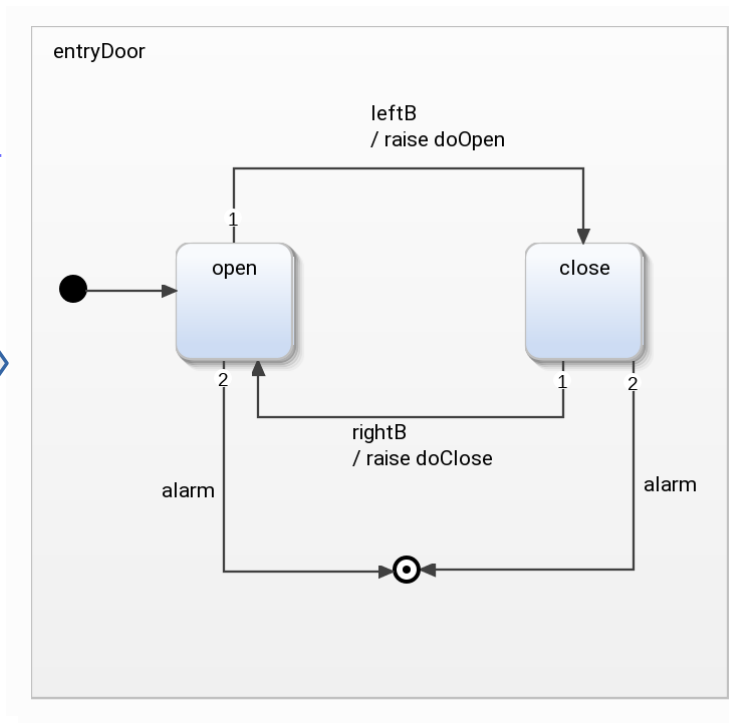 entryDoor
leftB
/ raise doOpen
1
open
close
2
1
2
rightB
/ raise doClose
alarm
alarm